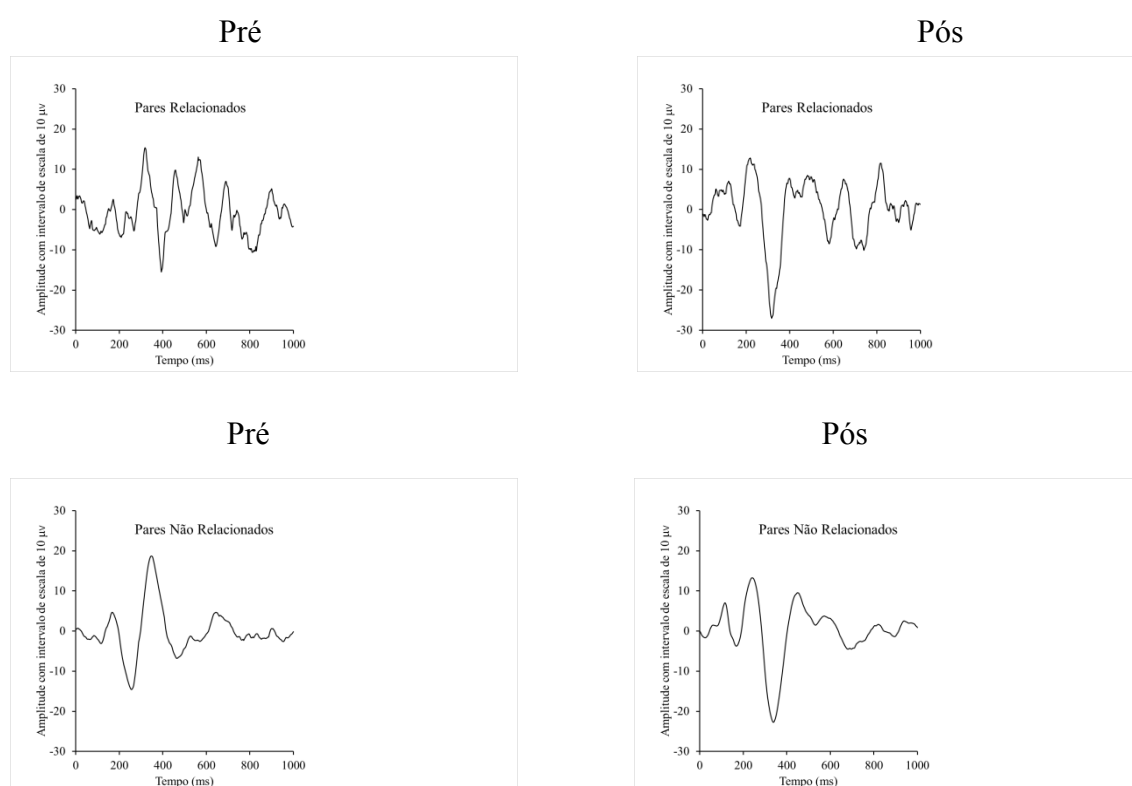 Pré
Pós
Pares Relacionados
Amplitude com intervalo de escala de 10 μv
30
20
10
0
-10
-20
-30
0 200 400 600 800 1000
Tempo (ms)
Pares Relacionados
Amplitude com intervalo de escala de 10 μv
30
20
10
0
-10
-20
-30
0 200 400 600 800 1000
Tempo (ms)
Pré
Pós
Pares Não Relacionados
Amplitude com intervalo de escala de 10 μv
30
20
10
0
-10
-20
-30
0 200 400 600 800 1000
Tempo (ms)
Pares Não Relacionados
Amplitude com intervalo de escala de 10 μv
30
20
10
0
-10
-20
-30
0 200 400 600 800 1000
Tempo (ms)